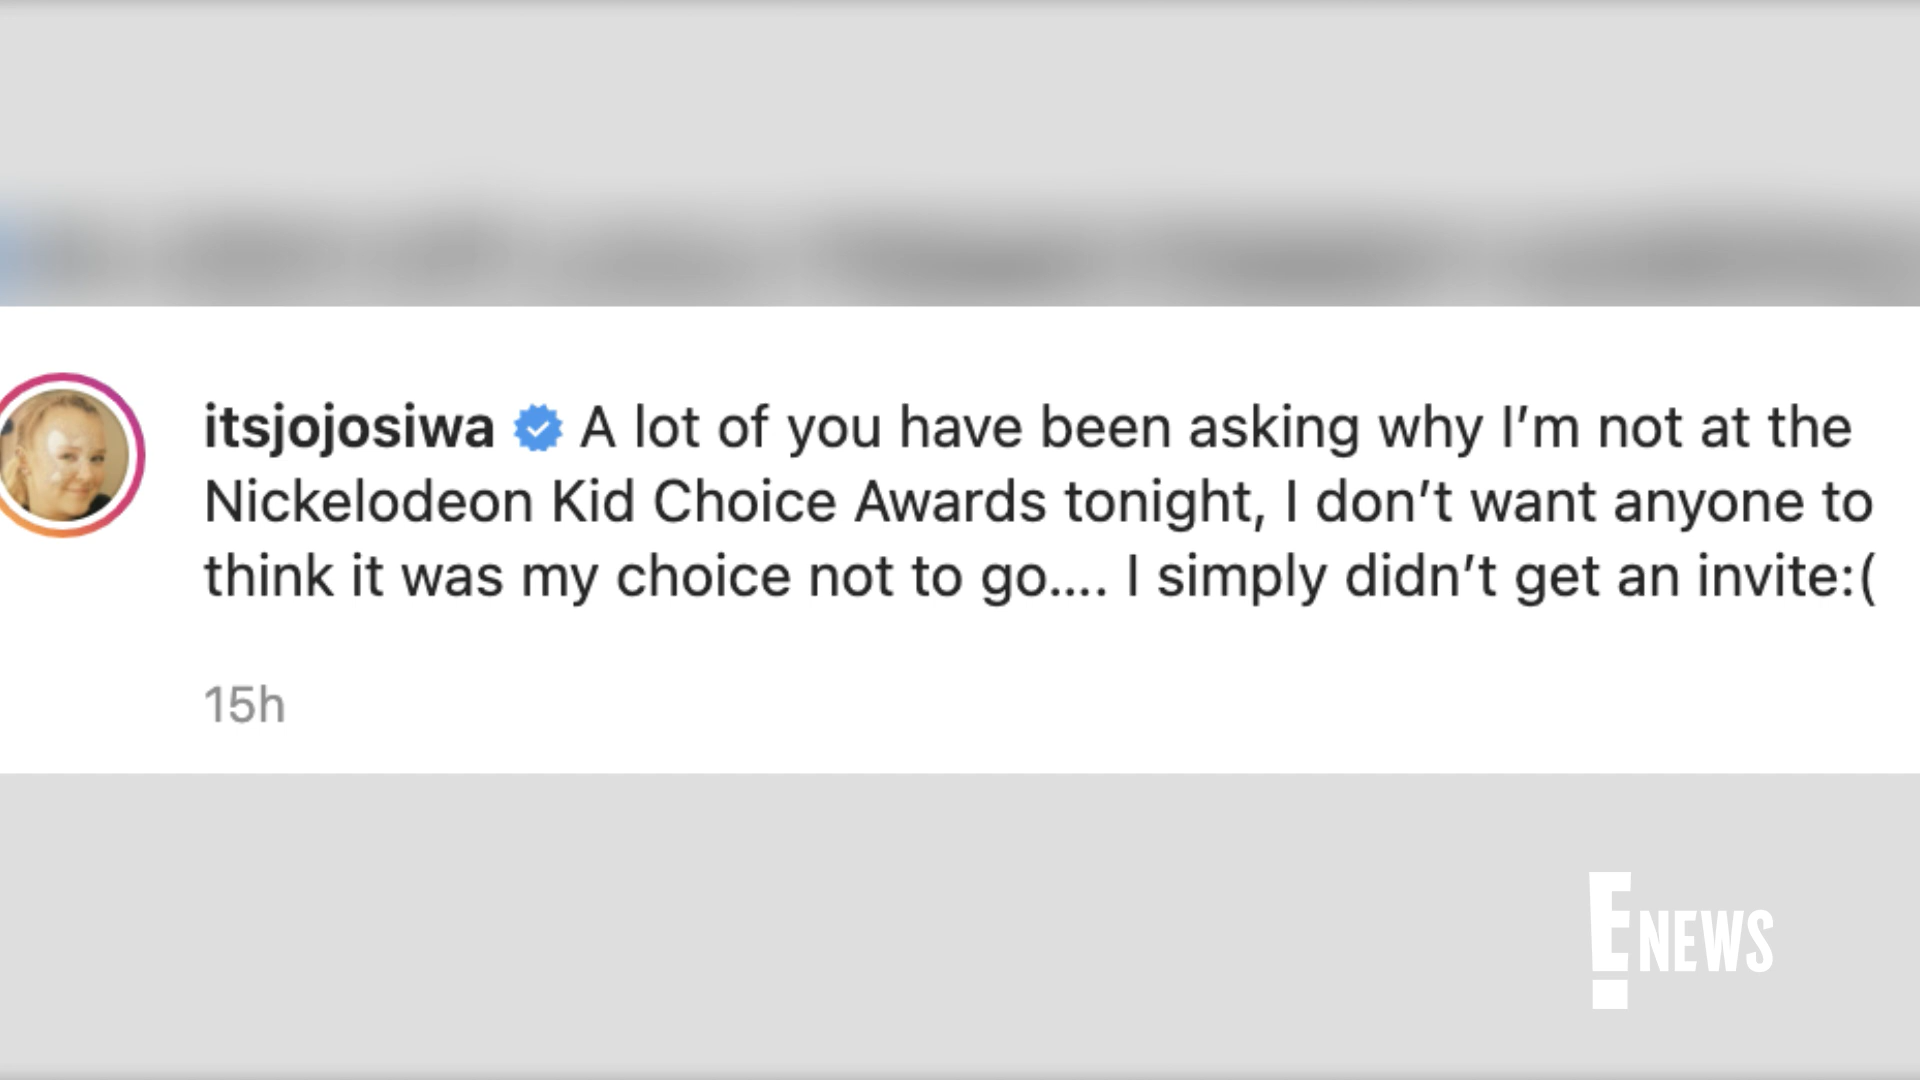 itsjojosiwa A lot of you have been asking why I’m not at the
Nickelodeon Kid Choice Awards tonight, I don’t want anyone to
think it was my choice not to go.... I simply didn’t get an invite:(
15h
E! NEWS